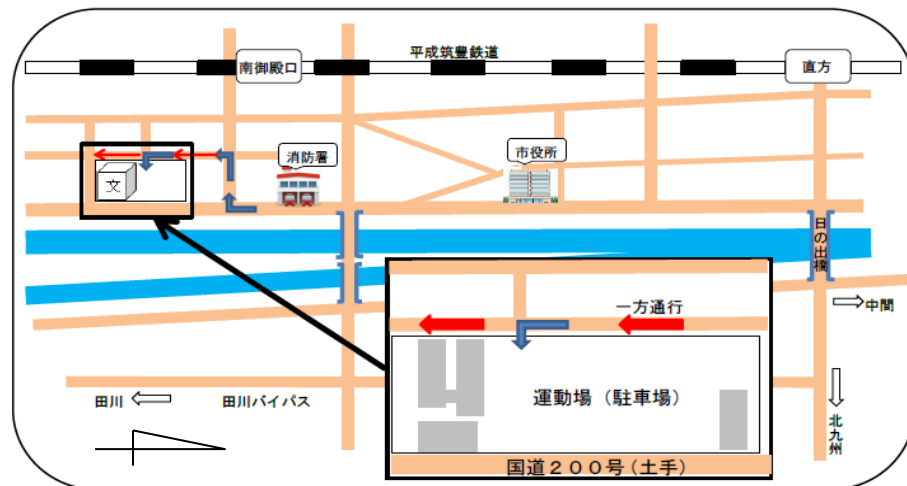 平成筑豊鉄道
南御殿口
直方
消防署
市役所
文
日の出橋
中間
一方通行
運動場(駐車場)
田川
田川バイパス
北九州
国道200号(土手)